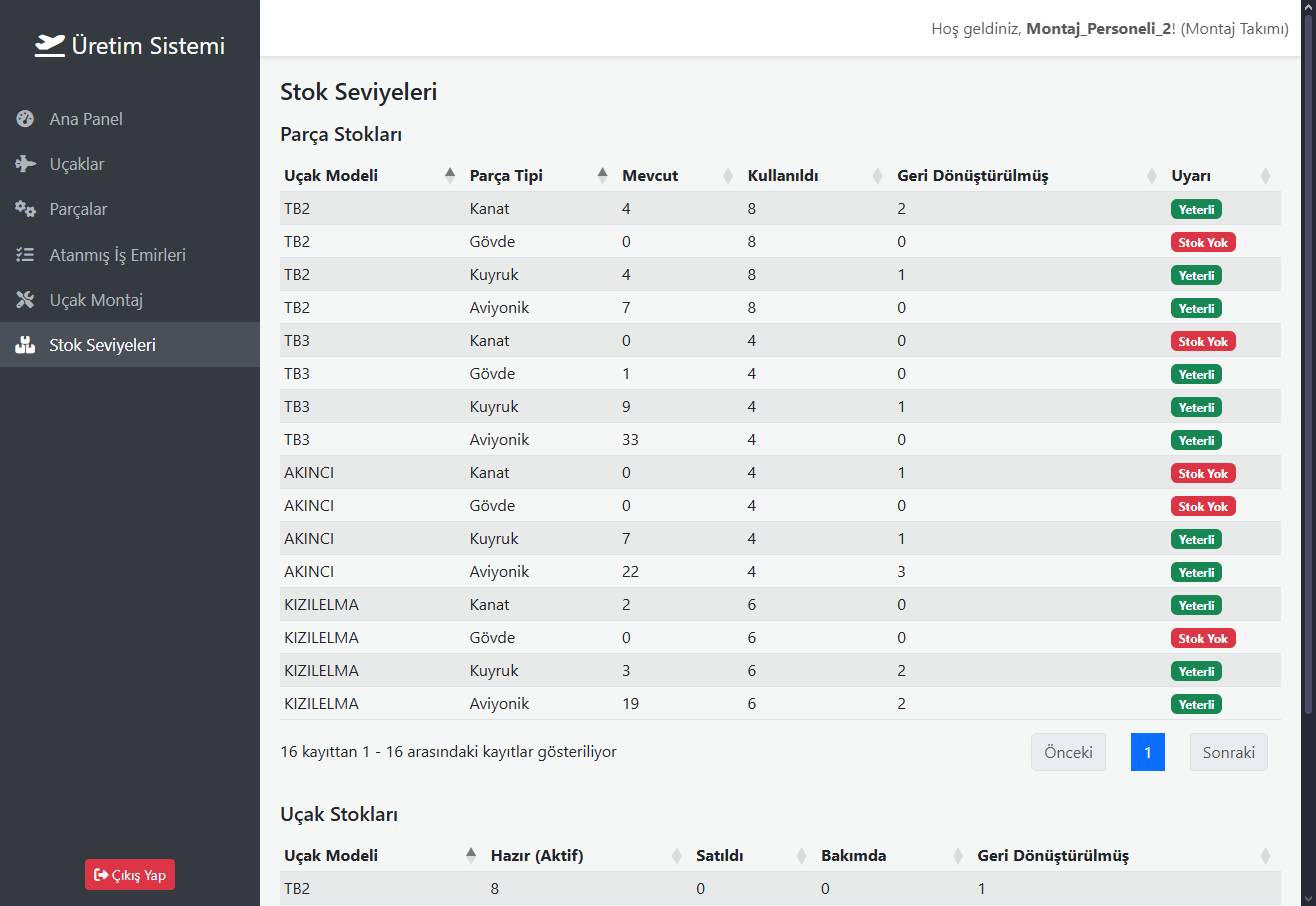 Üretim Sistemi
Hoş geldiniz, Montaj_Personeli_2! (Montaj Takımı)
Ana Panel
Uçaklar
Parçalar
Atanmış İş Emirleri
Uçak Montaj
Stok Seviyeleri
Çıkış Yap
Stok Seviyeleri
Parça Stokları
Uçak Modeli Parça Tipi Mevcut Kullanıldı Geri Dönüştürülmüş Uyarı
TB2 Kanat 4 8 2 Yeterli
TB2 Gövde 0 8 0 Stok Yok
TB2 Kuyruk 4 8 1 Yeterli
TB2 Aviyonik 7 8 0 Yeterli
TB3 Kanat 0 4 0 Stok Yok
TB3 Gövde 1 4 0 Yeterli
TB3 Kuyruk 9 4 1 Yeterli
TB3 Aviyonik 33 4 0 Yeterli
AKINCI Kanat 0 4 1 Stok Yok
AKINCI Gövde 0 4 0 Stok Yok
AKINCI Kuyruk 7 4 1 Yeterli
AKINCI Aviyonik 22 4 3 Yeterli
KIZILELMA Kanat 2 6 0 Yeterli
KIZILELMA Gövde 0 6 0 Stok Yok
KIZILELMA Kuyruk 3 6 2 Yeterli
KIZILELMA Aviyonik 19 6 2 Yeterli
16 kayıttan 1 - 16 arasındaki kayıtlar gösteriliyor
Önceki 1 Sonraki
Uçak Stokları
Uçak Modeli Hazır (Aktif) Satıldı Bakımda Geri Dönüştürülmüş
TB2 8 0 0 1